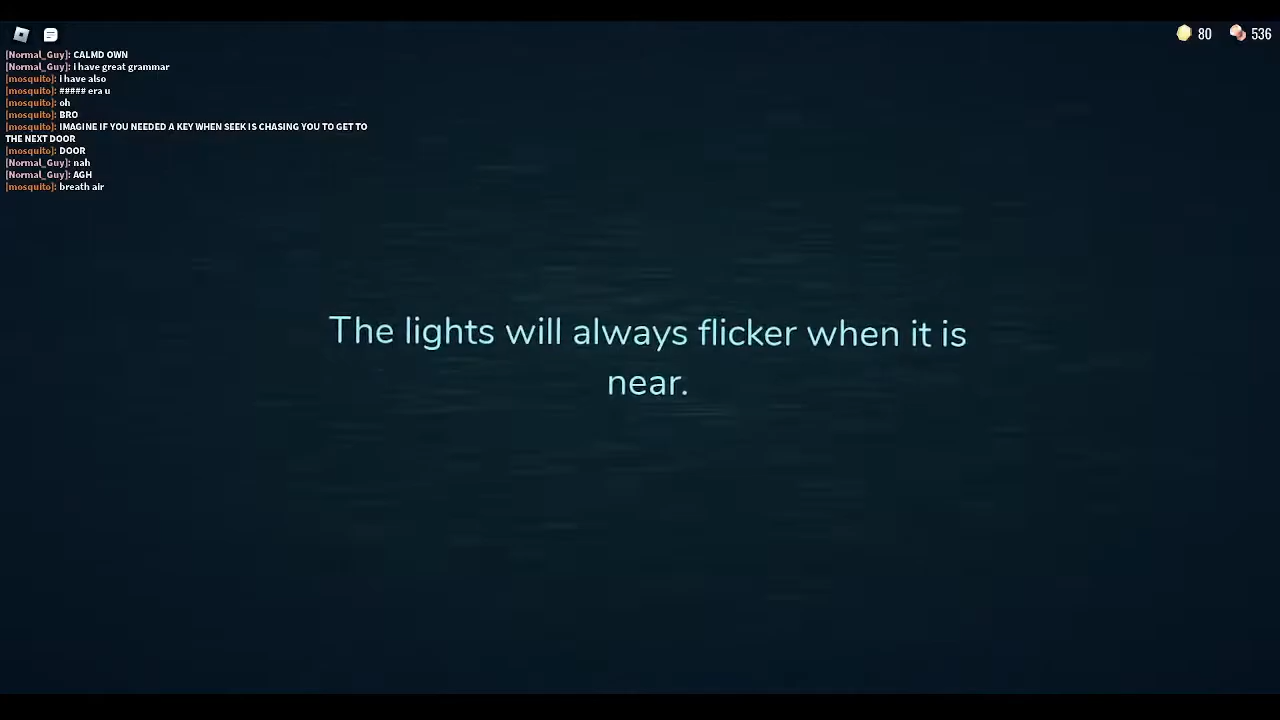 80 536
[Normal_Guy]: CALMD OWN
[Normal_Guy]: i have great grammar
[mosquito]: i have also
[mosquito]: ##### era u
[mosquito]: oh
[mosquito]: BRO
[mosquito]: IMAGINE IF YOU NEEDED A KEY WHEN SEEK IS CHASING YOU TO GET TO
THE NEXT DOOR
[mosquito]: DOOR
[Normal_Guy]: nah
[Normal_Guy]: AGH
[mosquito]: breath air
The lights will always flicker when it is
near.